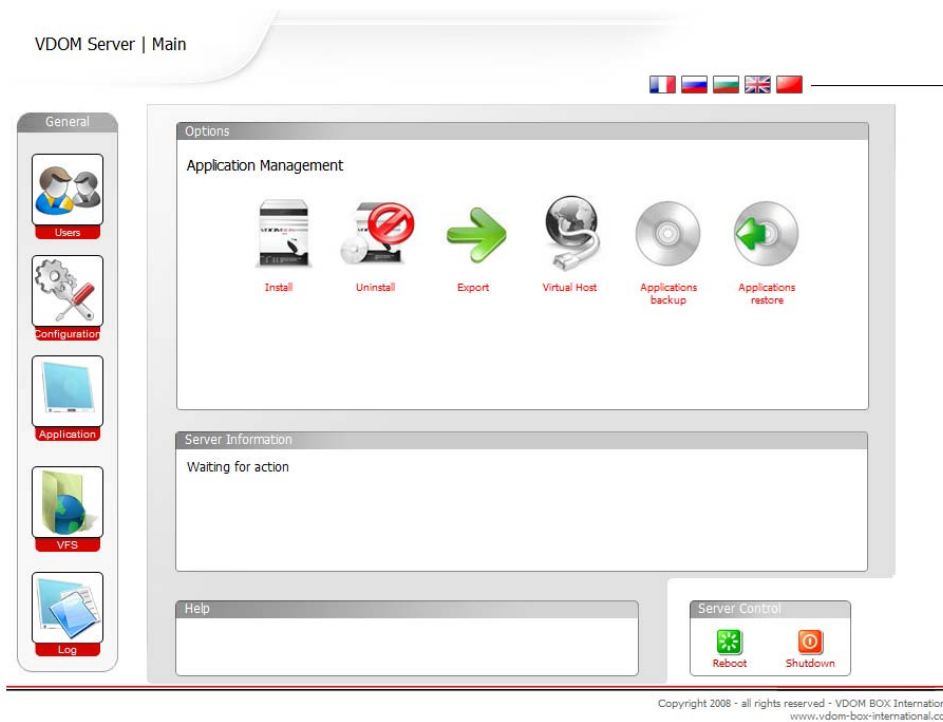 VDOM Server | Main
General
Users
Configuration
Application
VFS
Log
Options
Application Management
Install
Uninstall
Export
Virtual Host
Applications
backup
Applications
restore
Server Information
Waiting for action
Help
Server Control
Reboot
Shutdown
Copyright 2008 - all rights reserved - VDOM BOX Internation
www.vdom-box-international.co